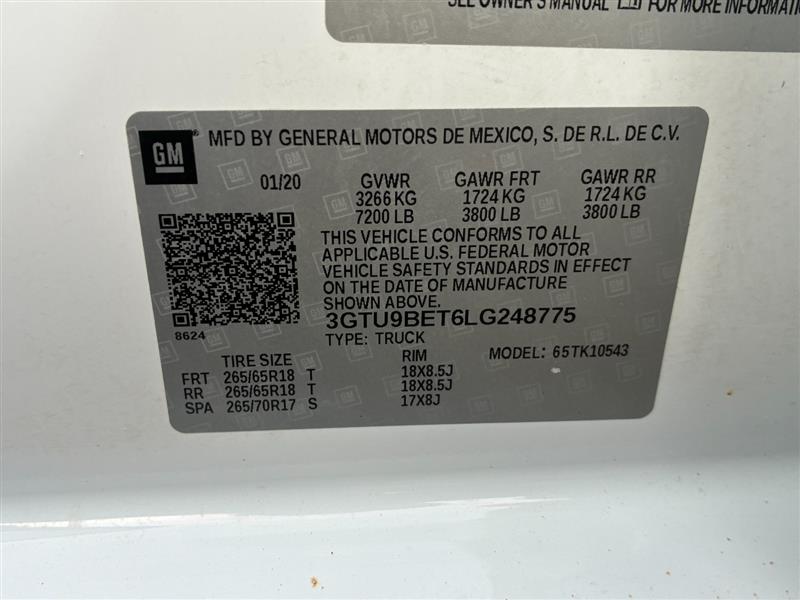 SEE OWNER'S MANUAL FOR MORE INFORMATION
GM ® MFD BY GENERAL MOTORS DE MEXICO, S. DE R.L. DE C.V.
01/20 GVWR GAWR FRT GAWR RR
3266 KG 1724 KG 1724 KG
7200 LB 3800 LB 3800 LB
THIS VEHICLE CONFORMS TO ALL
APPLICABLE U.S. FEDERAL MOTOR
VEHICLE SAFETY STANDARDS IN EFFECT
ON THE DATE OF MANUFACTURE
SHOWN ABOVE.
3GTU9BET6LG248775
8624
TYPE: TRUCK
TIRE SIZE RIM MODEL: 65TK10543
FRT 265/65R18 T 18X8.5J
RR 265/65R18 T 18X8.5J
SPA 265/70R17 S 17X8J